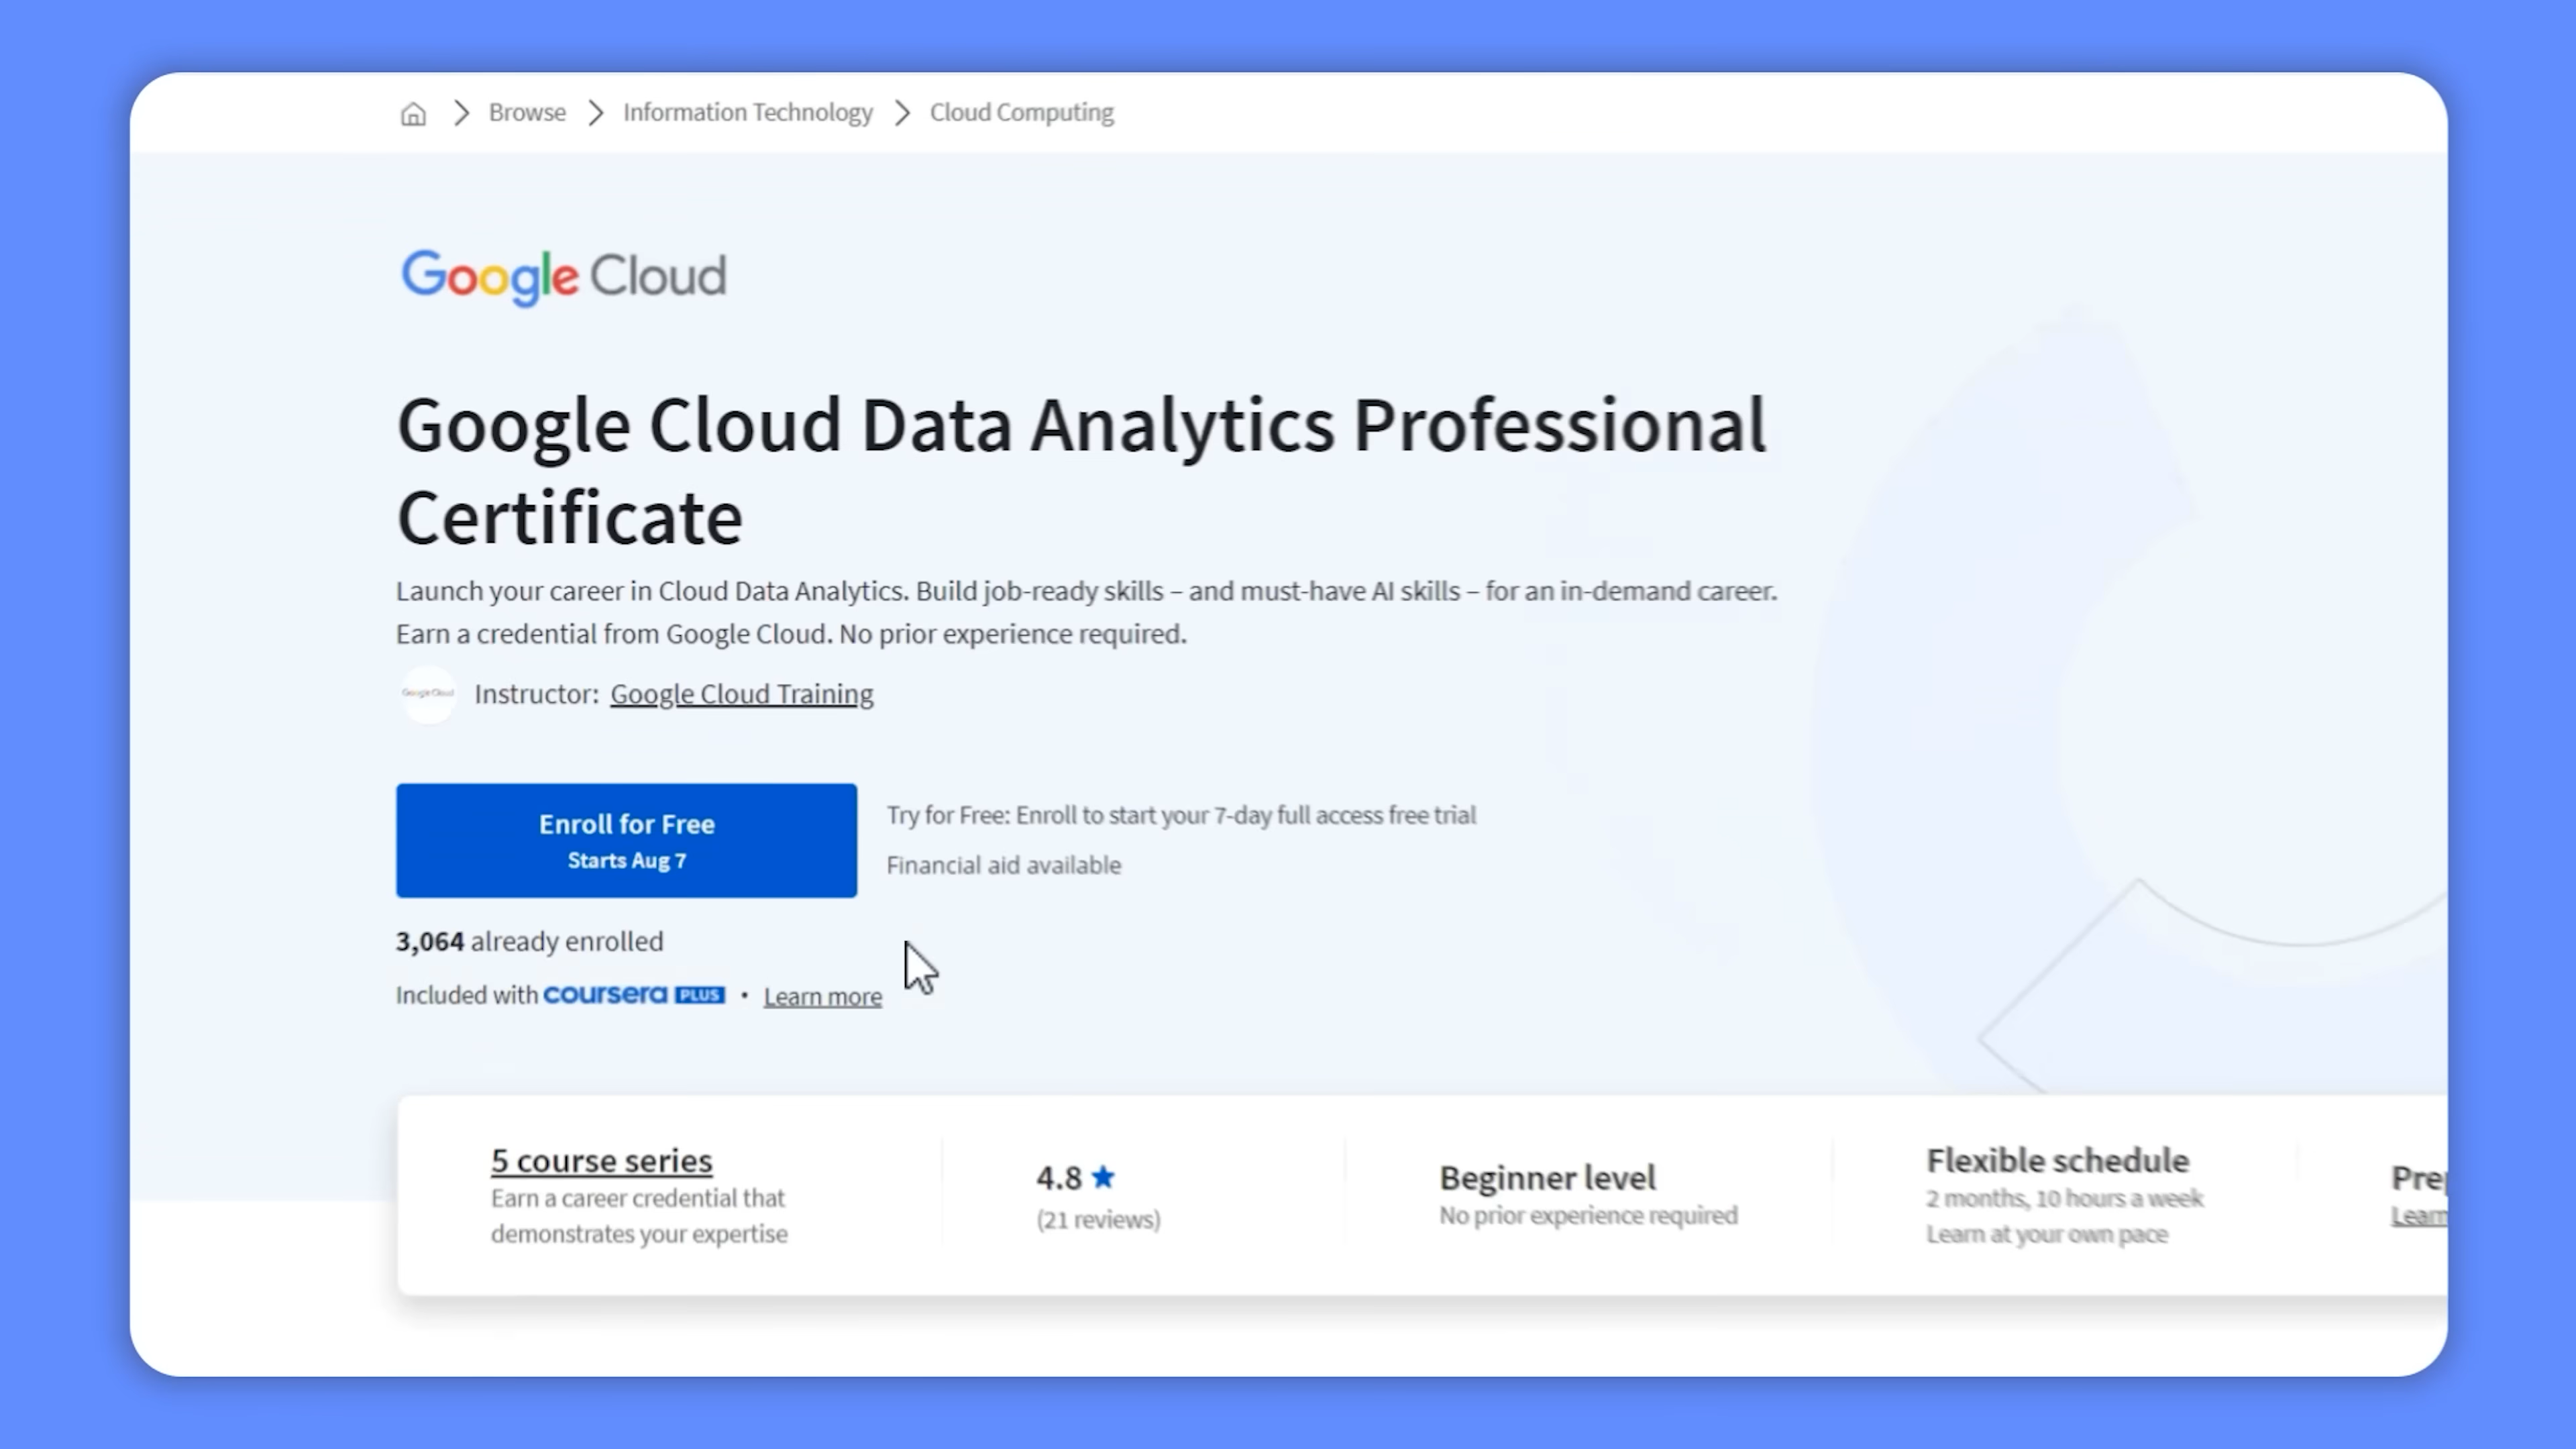 Browse > Information Technology > Cloud Computing
Google Cloud
Google Cloud Data Analytics Professional
Certificate
Launch your career in Cloud Data Analytics. Build job-ready skills – and must-have AI skills – for an in-demand career.
Earn a credential from Google Cloud. No prior experience required.
Google Cloud
Instructor: Google Cloud Training
Enroll for Free
Starts Aug 7
Try for Free: Enroll to start your 7-day full access free trial
Financial aid available
3,064 already enrolled
Included with coursera PLUS • Learn more
5 course series
Earn a career credential that
demonstrates your expertise
4.8 ★
(21 reviews)
Beginner level
No prior experience required
Flexible schedule
2 months, 10 hours a week
Learn at your own pace